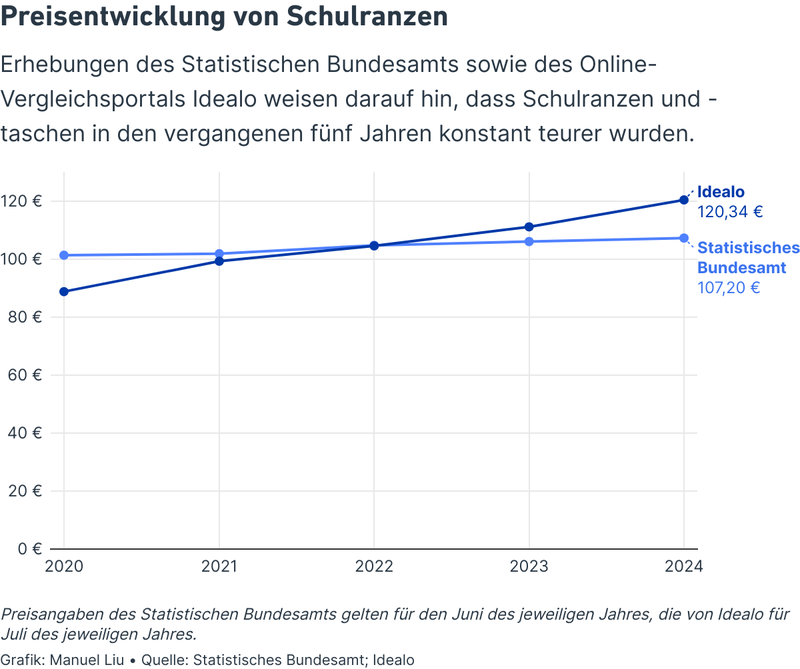 Preisentwicklung von Schulranzen
Erhebungen des Statistischen Bundesamts sowie des Online-
Vergleichsportals Idealo weisen darauf hin, dass Schulranzen und -
taschen in den vergangenen fünf Jahren konstant teurer wurden.
120 €
100 €
80 €
60 €
40 €
20 €
0 €
Idealo
120,34 €
Statistisches
Bundesamt
107,20 €
2020 2021 2022 2023 2024
Preisangaben des Statistischen Bundesamts gelten für den Juni des jeweiligen Jahres, die von Idealo für
Juli des jeweiligen Jahres.
Grafik: Manuel Liu • Quelle: Statistisches Bundesamt; Idealo